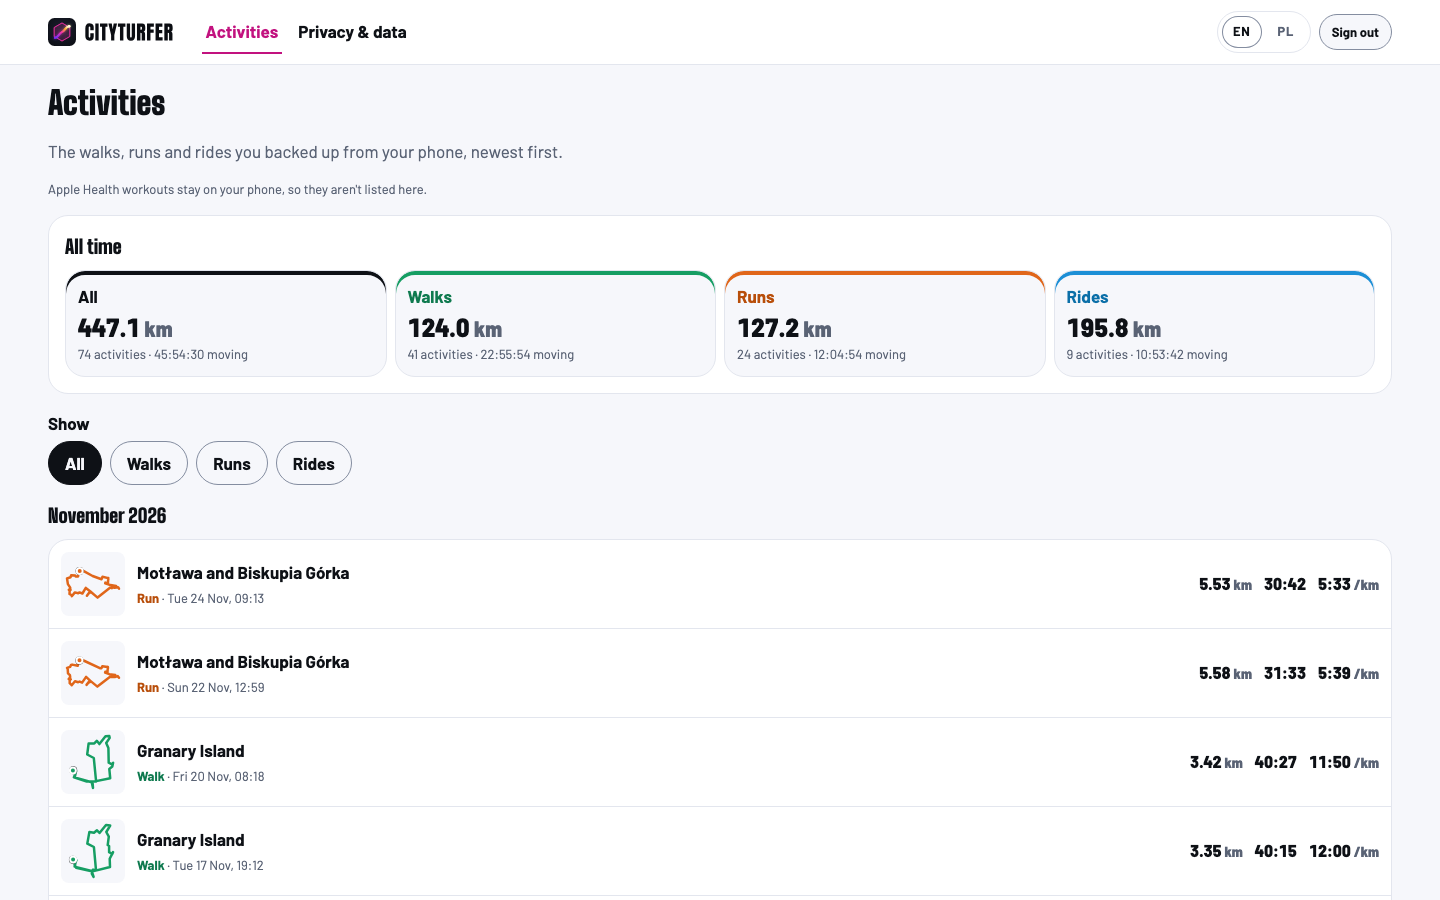 CITYTURFER
Activities
Privacy & data
EN
PL
Sign out
Activities
The walks, runs and rides you backed up from your phone, newest first.
Apple Health workouts stay on your phone, so they aren't listed here.
All time
All
447.1 km
74 activities · 45:54:30 moving
Walks
124.0 km
41 activities · 22:55:54 moving
Runs
127.2 km
24 activities · 12:04:54 moving
Rides
195.8 km
9 activities · 10:53:42 moving
Show
All
Walks
Runs
Rides
November 2026
Motława and Biskupia Górka
Run · Tue 24 Nov, 09:13
5.53 km 30:42 5:33 /km
Motława and Biskupia Górka
Run · Sun 22 Nov, 12:59
5.58 km 31:33 5:39 /km
Granary Island
Walk · Fri 20 Nov, 08:18
3.42 km 40:27 11:50 /km
Granary Island
Walk · Tue 17 Nov, 19:12
3.35 km 40:15 12:00 /km